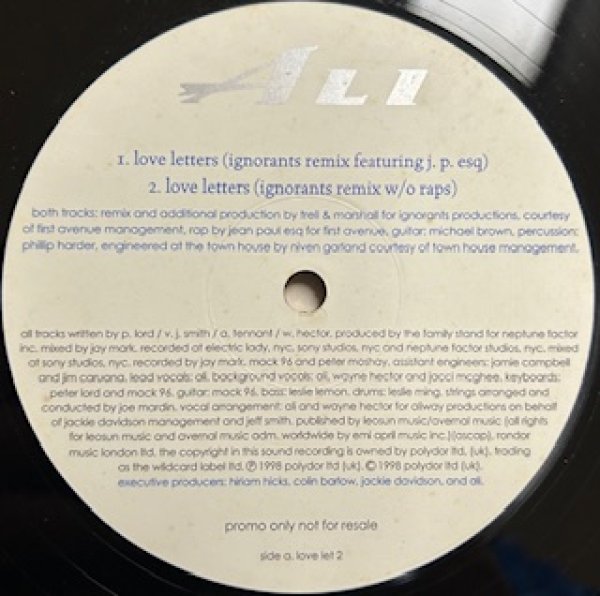 ALI
1. love letters (ignorants remix featuring j. p. esq)
2. love letters (ignorants remix w/o raps)
both tracks: remix and additional production by trell & marshall for ignorants productions, courtesy
of first avenue management, rap by jean paul esq for first avenue, guitar: michael brown, percussion:
phillip harder, engineered at the town house by niven garland courtesy of town house management.
all tracks written by p. lord / v. j. smith / a. tennant / w. hector. produced by the family stand for neptune factor
inc. mixed by jay mark. recorded at electric lady, nyc, sony studios, nyc and neptune factor studios, nyc. mixed
at sony studios, nyc. recorded by jay mark, mack 96 and peter moshay, assistant engineers: jamie campbell
and jim caruana, lead vocals: ali, background vocals: ali, wayne hector and jacci mcghee, keyboards:
peter lord and mack 96. guitar: mack 96, bass: leslie lemon. drums: leslie ming. strings arranged and
conducted by joe mardin. vocal arrangement: ali and wayne hector for aliway productions on behalf
of jackie davidson management and jeff smith. published by leosun music/avernal music (all rights
for leosun music and avernal music adm. worldwide by emi april music inc.)(ascap), rondor
music london ltd. the copyright in this sound recording is owned by polydor ltd, (uk). trading
as the wildcard label ltd. ℗ 1998 polydor ltd (uk). © 1998 polydor ltd (uk).
executive producers: hiriam hicks, colin barlow, jackie davidson, and ali.
promo only not for resale
side a. love let 2